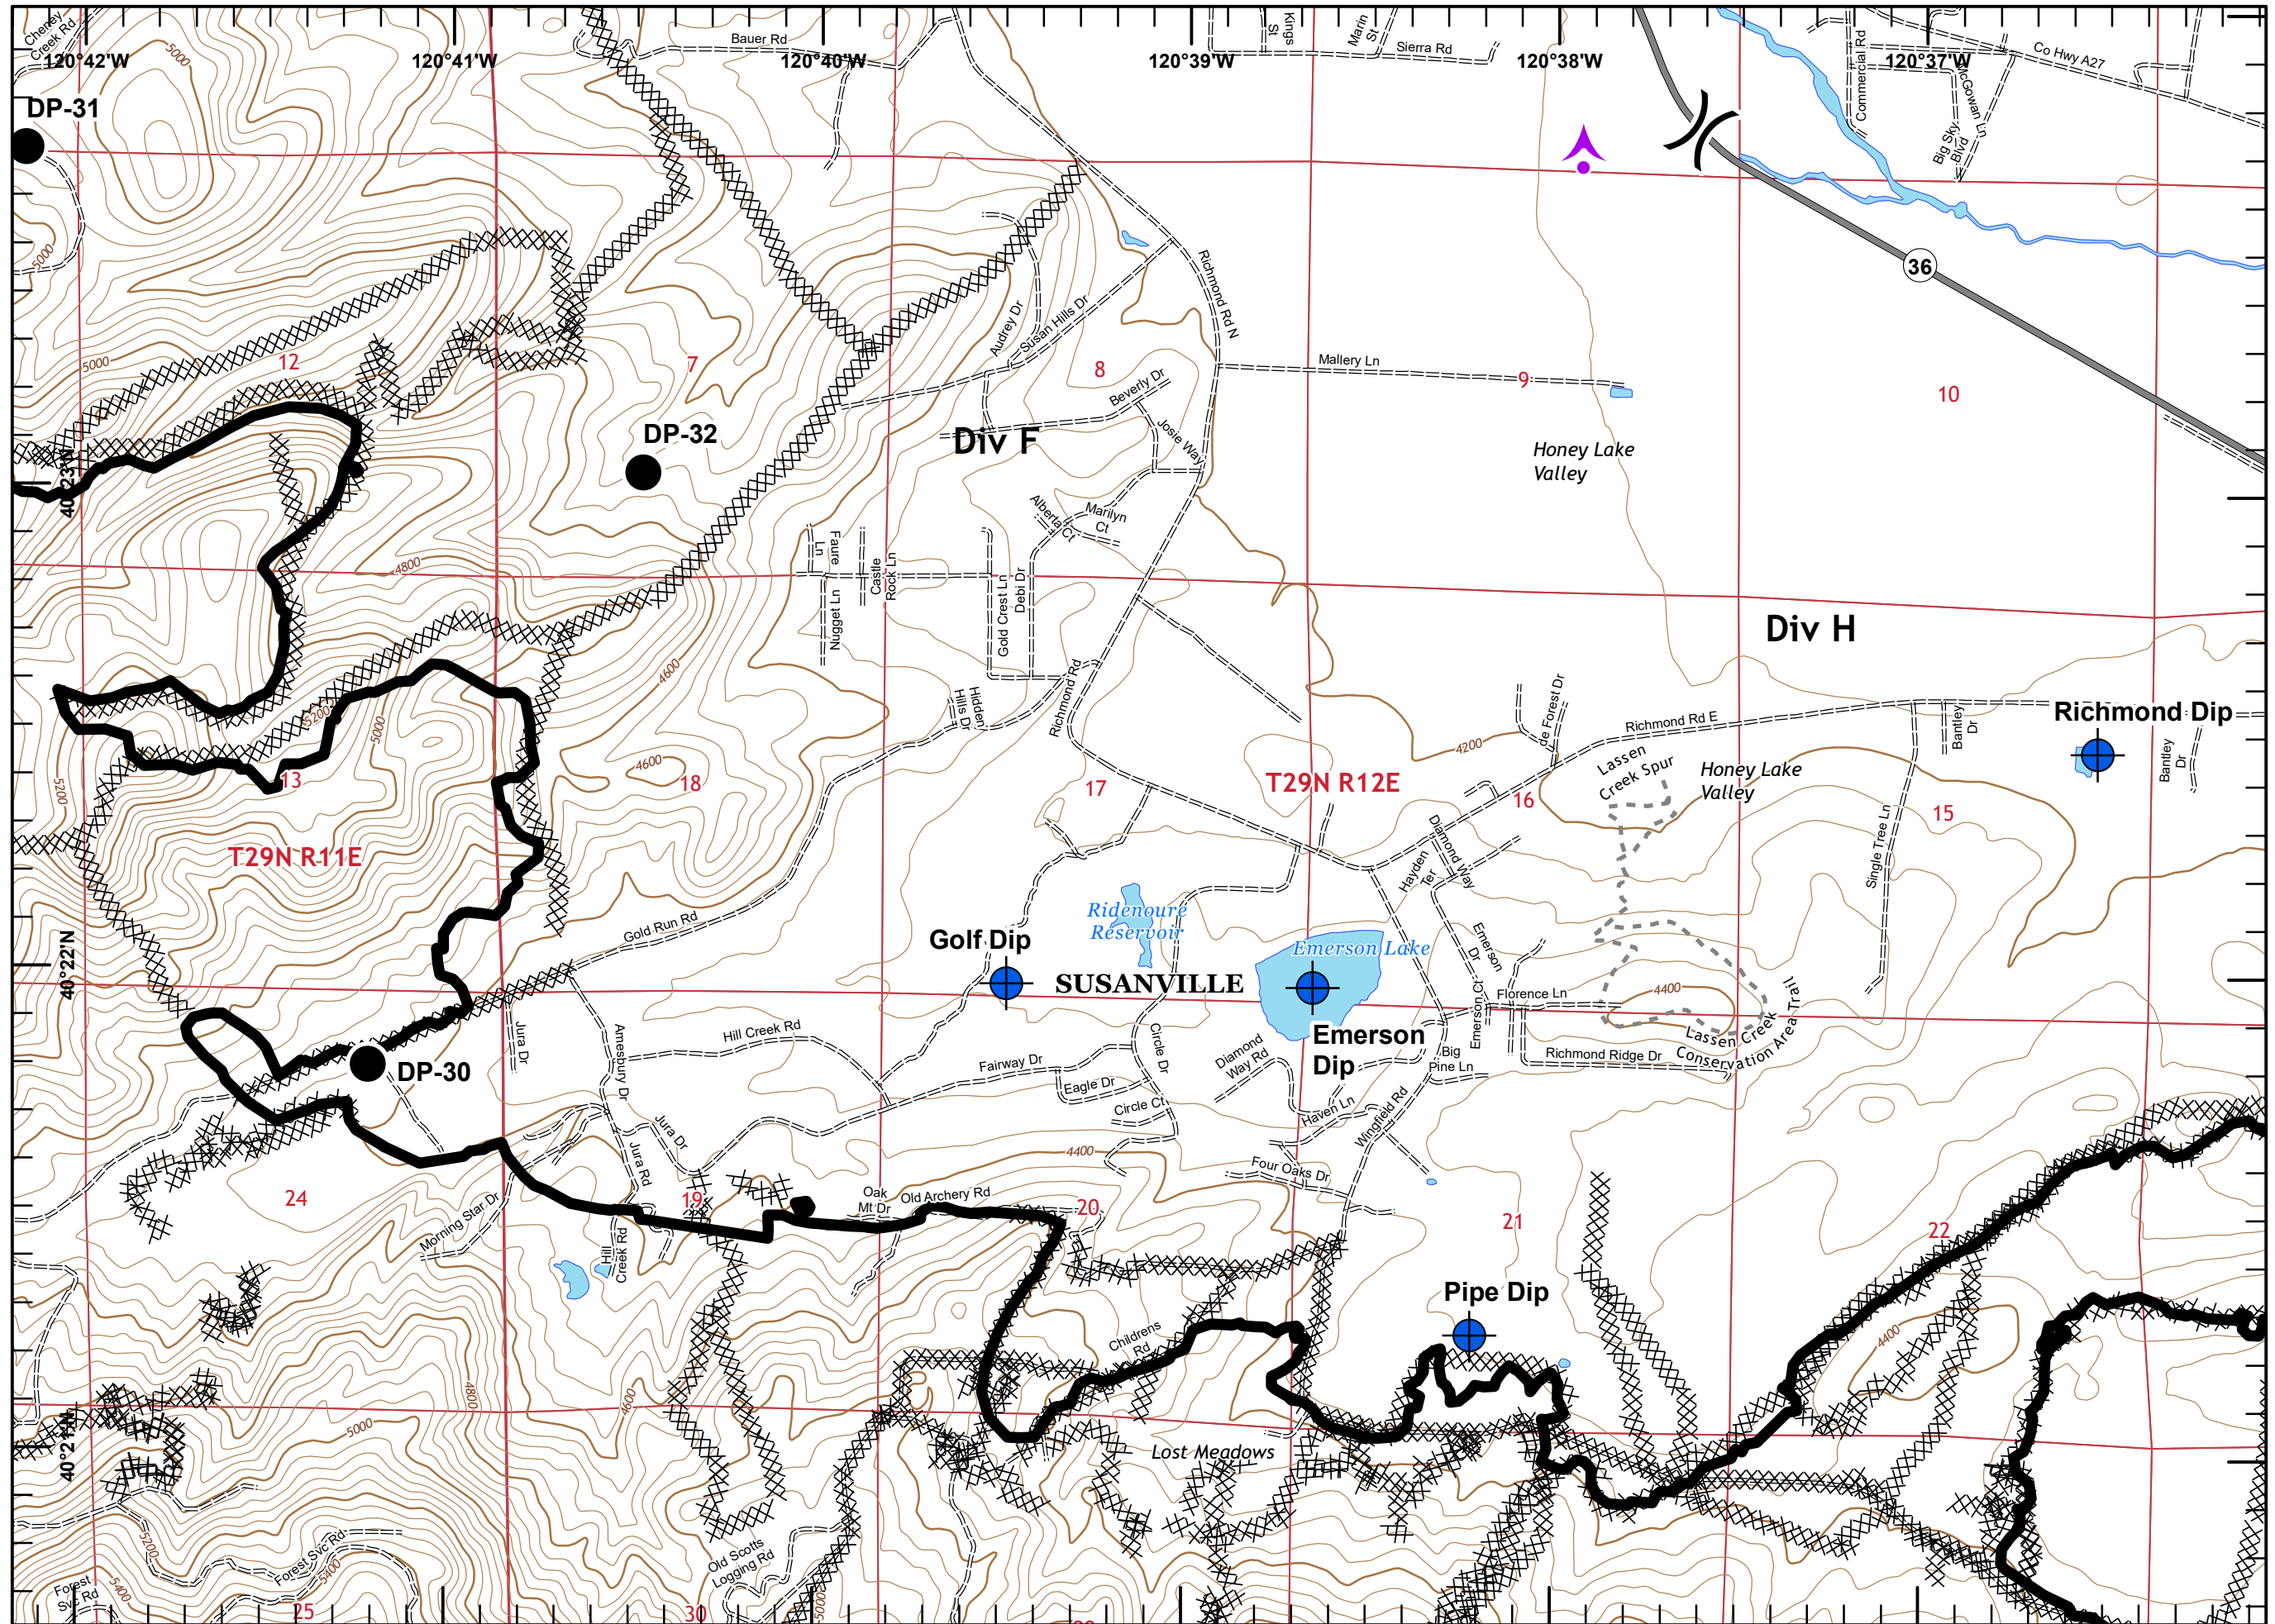 Cheney
Creek Rd
5000
Bauer Rd
Kings
St
Marin
St
Sierra Rd
Commercial Rd
Co Hwy A27
McGowan Ln
Big Sky
Blvd
120°42'W
120°41'W
120°40'W
120°39'W
120°38'W
120°37'W
DP-31
5000
Richmond Rd N
36
Audrey Dr
Susan Hills Dr
5000
12
7
8
Mallery Ln
9
10
Beverly Dr
DP-32
Div F
Josie Way
Honey Lake
Valley
40°23'N
Alberta Ct
Marilyn
Ct
Faure
Ln
Castle
Rock Ln
4800
Nugget Ln
Gold Crest Ln
Debi Dr
Div H
4600
Hidden
Hills Dr
Richmond Rd
5200
5000
de Forest Dr
Richmond Rd E
4200
Bantley
Dr
Richmond Dip
Lassen
Creek Spur
Honey Lake
Valley
Bantley
Dr
13
4600
18
17
T29N R12E
16
15
5200
T29N R11E
Diamond Way
Hayden
Ter
Single Tree Ln
Gold Run Rd
Ridenoure
Reservoir
Golf Dip
Emerson Lake
Emerson
Dr
40°22'N
SUSANVILLE
Florence Ln
4400
Emerson Ct
Lassen Creek
Conservation Area Trail
Jura Dr
Amesbury Dr
Hill Creek Rd
Circle Dr
Emerson
Dip
Diamond
Way Rd
Big
Pine Ln
Richmond Ridge Dr
DP-30
Fairway Dr
Eagle Dr
Circle Ct
Haven Ln
Wingfield Rd
Jura Dr
Jura Rd
4400
Four Oaks Dr
24
19
Oak
Mt Dr
Old Archery Rd
20
21
22
Morning Star Dr
Hill
Creek Rd
Pipe Dip
Childrens
Rd
4400
4800
4600
5000
40°21'N
Lost Meadows
5200
Forest Svc Rd
5400
Old Scotts
Logging Rd
Forest
Svc Rd
5400
25
30
5000